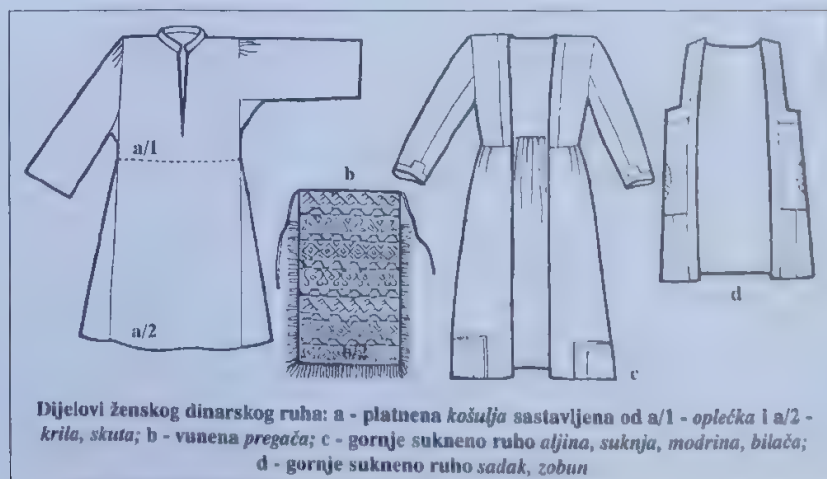 a/1
b
a/2
b/2
c
d
Dijelovi ženskog dinarskog ruha: a - platnena košulja sastavljena od a/1 - oplećka i a/2 -
krila, skuta; b - vunena pregača; c - gornje sukneno ruho aljina, suknja, modrina, bilača;
d - gornje sukneno ruho sadak, zobun